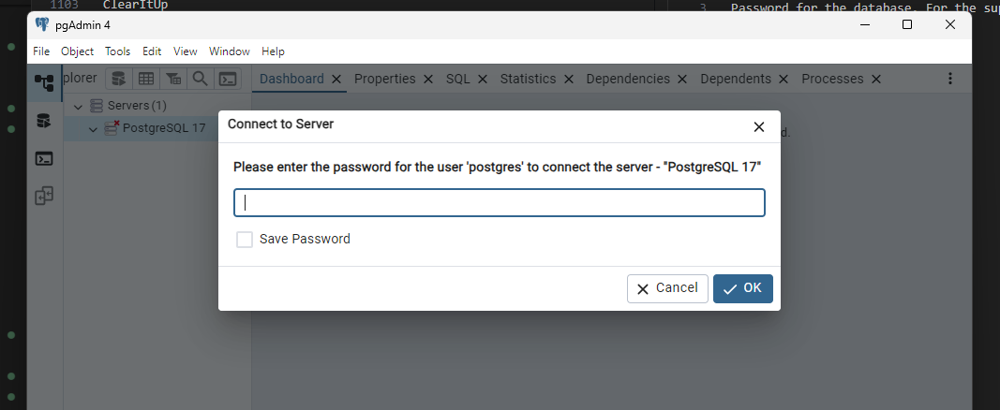 1103 ClearItUp
3 Password for the database. For the sup
pgAdmin 4
File Object Tools Edit View Window Help
plorer
Dashboard Properties SQL Statistics Dependencies Dependents Processes
Servers (1)
PostgreSQL 17
d.
Connect to Server
Please enter the password for the user 'postgres' to connect the server - "PostgreSQL 17"
Save Password
Cancel OK